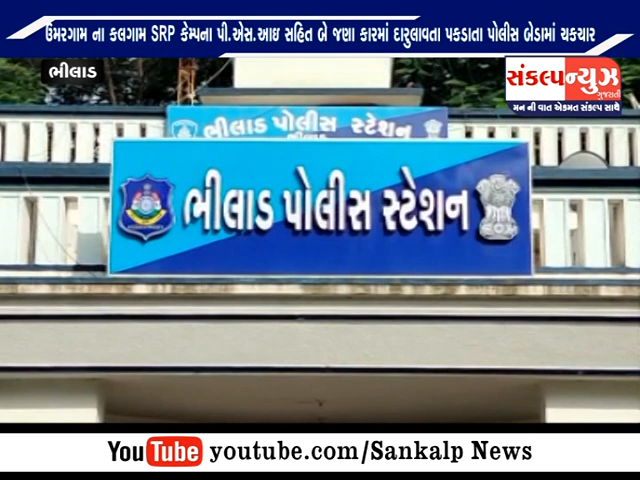 ઉમરગામ ના કલગામ SRP કેમ્પના પી.એસ.આઇ સહિત બે જણા કારમાં દારુલાવતા પકડાતા પોલીસ બેડામાં ચકચાર
ભીલાડ
સંકલ્પન્યુઝ
ગુજરાતી
મન ની વાત એકમત સંકલ્પ સાથે
ભીલાડ પોલીસ સ્ટેશન
ભીલાડ
ભીલાડ પોલીસ સ્ટેશન
YouTube youtube.com/Sankalp News